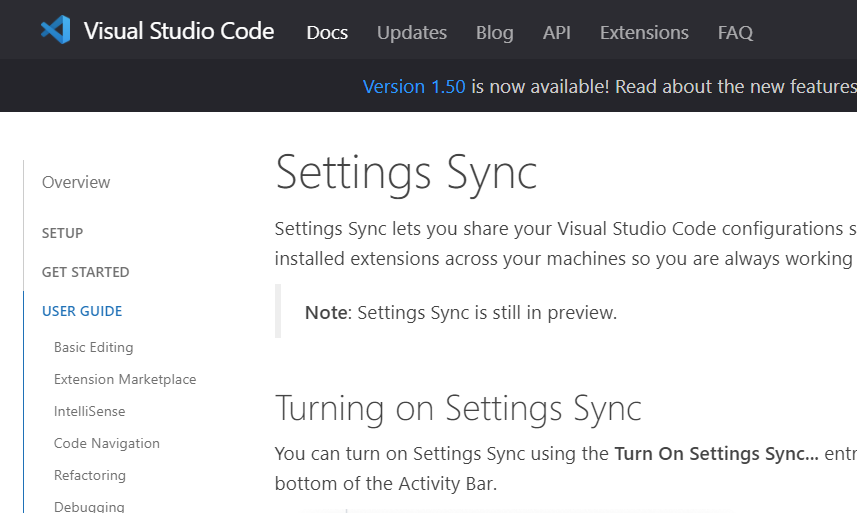 Visual Studio Code Docs Updates Blog API Extensions FAQ
Version 1.50 is now available! Read about the new features
Overview
SETUP
GET STARTED
USER GUIDE
Basic Editing
Extension Marketplace
IntelliSense
Code Navigation
Refactoring
Debugging
Settings Sync
Settings Sync lets you share your Visual Studio Code configurations s
installed extensions across your machines so you are always working
Note: Settings Sync is still in preview.
Turning on Settings Sync
You can turn on Settings Sync using the Turn On Settings Sync... entr
bottom of the Activity Bar.